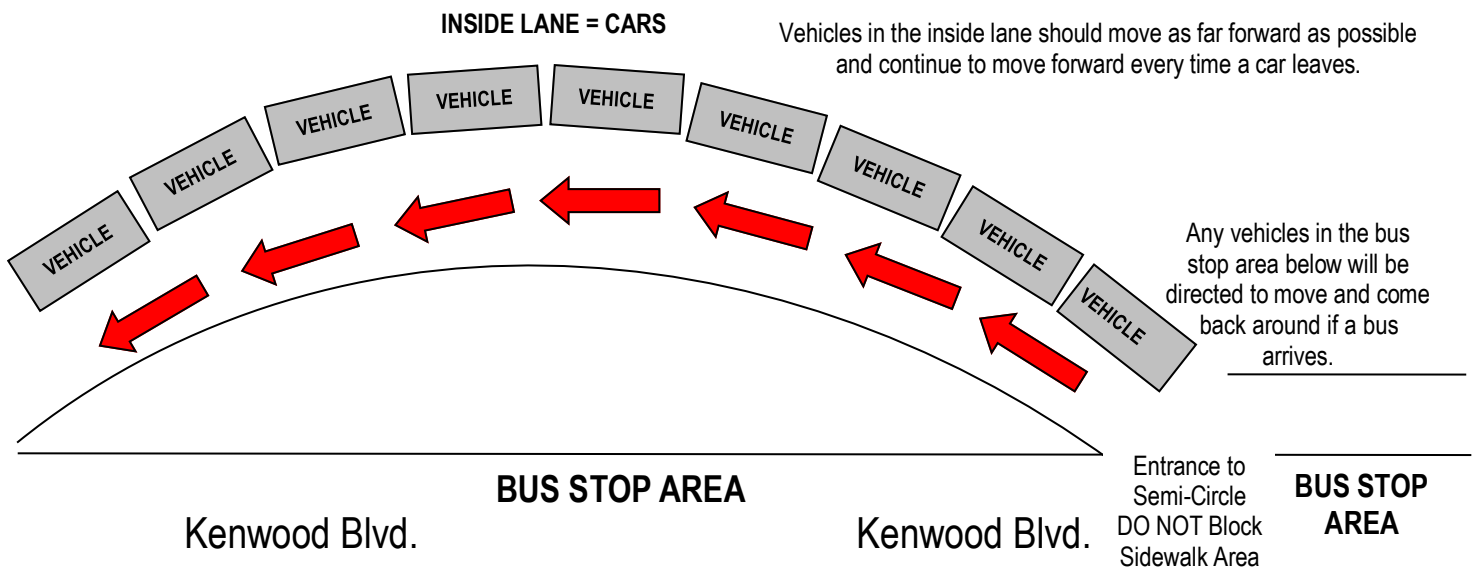 INSIDE LANE = CARS
Vehicles in the inside lane should move as far forward as possible
and continue to move forward every time a car leaves.
VEHICLE
VEHICLE
VEHICLE
VEHICLE
VEHICLE
VEHICLE
VEHICLE
VEHICLE
VEHICLE
Any vehicles in the bus
stop area below will be
directed to move and come
back around if a bus
arrives.
BUS STOP AREA
Kenwood Blvd.
Kenwood Blvd.
Entrance to
Semi-Circle
DO NOT Block
Sidewalk Area
BUS STOP
AREA